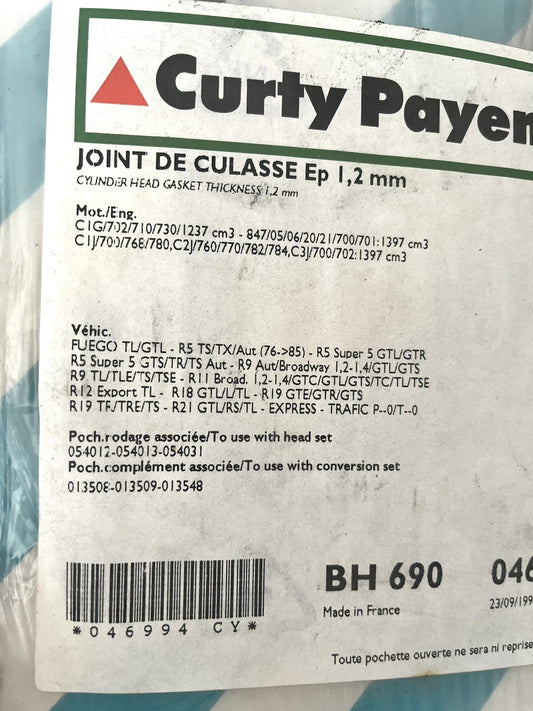 Curty Payen
JOINT DE CULASSE Ep 1,2 mm
CYLINDER HEAD GASKET THICKNESS 1,2 mm
Mot./Eng.
C1G/702/710/730/1237 cm3 - 847/05/06/20/21/700/701:1397 cm3
C1J/700/768/780,C2J/760/770/782/784,C3J/700/702:1397 cm3
Véhic.
FUEGO TL/GTL - R5 TS/TX/Aut (76->85) - R5 Super 5 GTL/GTR
R5 Super 5 GTS/TR/TS Aut - R9 Aut/Broadway 1,2-1,4/GTL/GTS
R9 TL/TLE/TS/TSE - R11 Broad. 1,2-1,4/GTC/GTL/GTS/TC/TL/TSE
R12 Export TL - R18 GTL/L/TL - R19 GTE/GTR/GTS
R19 TR/TRE/TS - R21 GTL/RS/TL - EXPRESS - TRAFIC P--0/T--0
Poch.rodage associée/To use with head set
054012-054013-054031
Poch.complément associée/To use with conversion set
013508-013509-013548
BH 690 046
Made in France 23/09/199
*046994 CY*
Toute pochette ouverte ne sera ni reprise